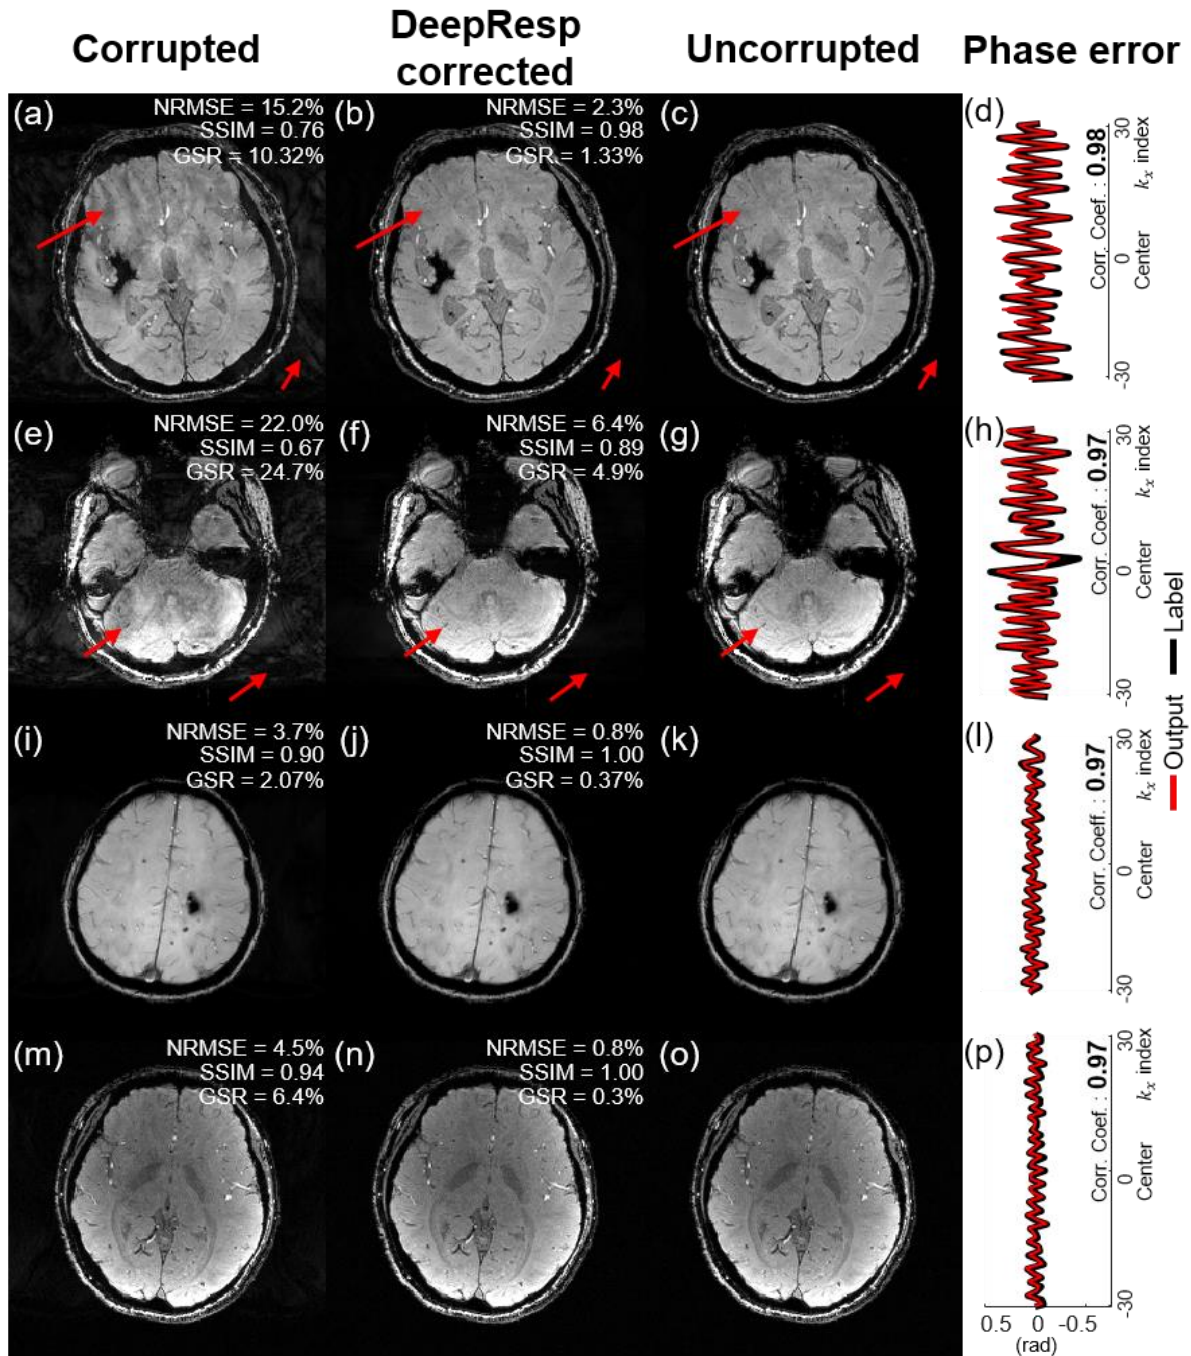 Corrupted
DeepResp
corrected
Uncorrupted
Phase error
(a)
NRMSE = 15.2%
SSIM = 0.76
GSR = 10.32%
(b)
NRMSE = 2.3%
SSIM = 0.98
GSR = 1.33%
(c)
(d)
Corr. Coef. : 0.98
30
kx index
0
Center
-30
(e)
NRMSE = 22.0%
SSIM = 0.67
GSR = 24.7%
(f)
NRMSE = 6.4%
SSIM = 0.89
GSR = 4.9%
(g)
(h)
Corr. Coef. : 0.97
30
kx index
0
Center
-30
Output
Label
(i)
NRMSE = 3.7%
SSIM = 0.90
GSR = 2.07%
(j)
NRMSE = 0.8%
SSIM = 1.00
GSR = 0.37%
(k)
(l)
Corr. Coeff. : 0.97
30
kx index
0
Center
-30
(m)
NRMSE = 4.5%
SSIM = 0.94
GSR = 6.4%
(n)
NRMSE = 0.8%
SSIM = 1.00
GSR = 0.3%
(o)
(p)
Corr. Coef. : 0.97
30
kx index
0
Center
-30
0.5 0 -0.5
(rad)